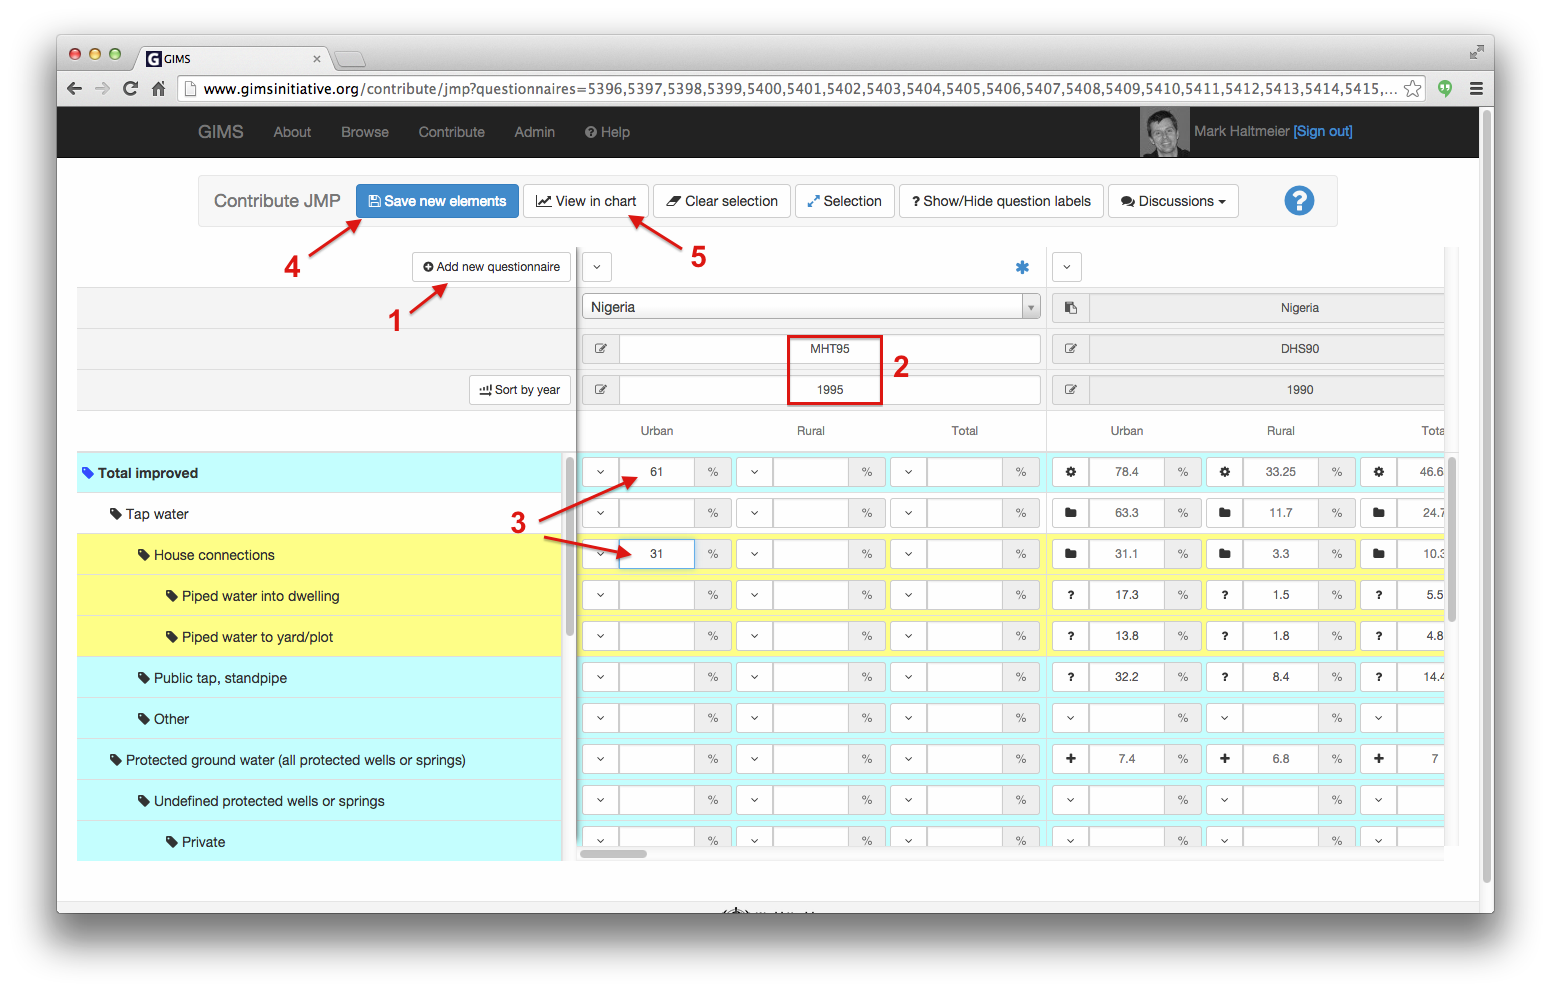 GIMS
www.gimsinitiative.org/contribute/jmp?questionnaires=5396,5397,5398,5399,5400,5401,5402,5403,5404,5405,5406,5407,5408,5409,5410,5411,5412,5413,5414,5415,...
GIMS About Browse Contribute Admin Help Mark Haltmeier [Sign out]
Contribute JMP Save new elements View in chart Clear selection Selection ? Show/Hide question labels Discussions ?
4 5
Add new questionnaire
1
Nigeria Nigeria
MHT95 2 DHS90
Sort by year 1995 1990
Urban Rural Total Urban Rural Tota
Total improved 61 % % % 78.4 % 33.25 % 46.6
Tap water % % % 63.3 % 11.7 % 24.7
3
House connections 31 % % % 31.1 % 3.3 % 10.3
Piped water into dwelling % % % ? 17.3 % ? 1.5 % ? 5.5
Piped water to yard/plot % % % ? 13.8 % ? 1.8 % ? 4.8
Public tap, standpipe % % % ? 32.2 % ? 8.4 % ? 14.4
Other % % % % %
Protected ground water (all protected wells or springs) % % % 7.4 % 6.8 % 7
Undefined protected wells or springs % % % % %
Private % % % % %